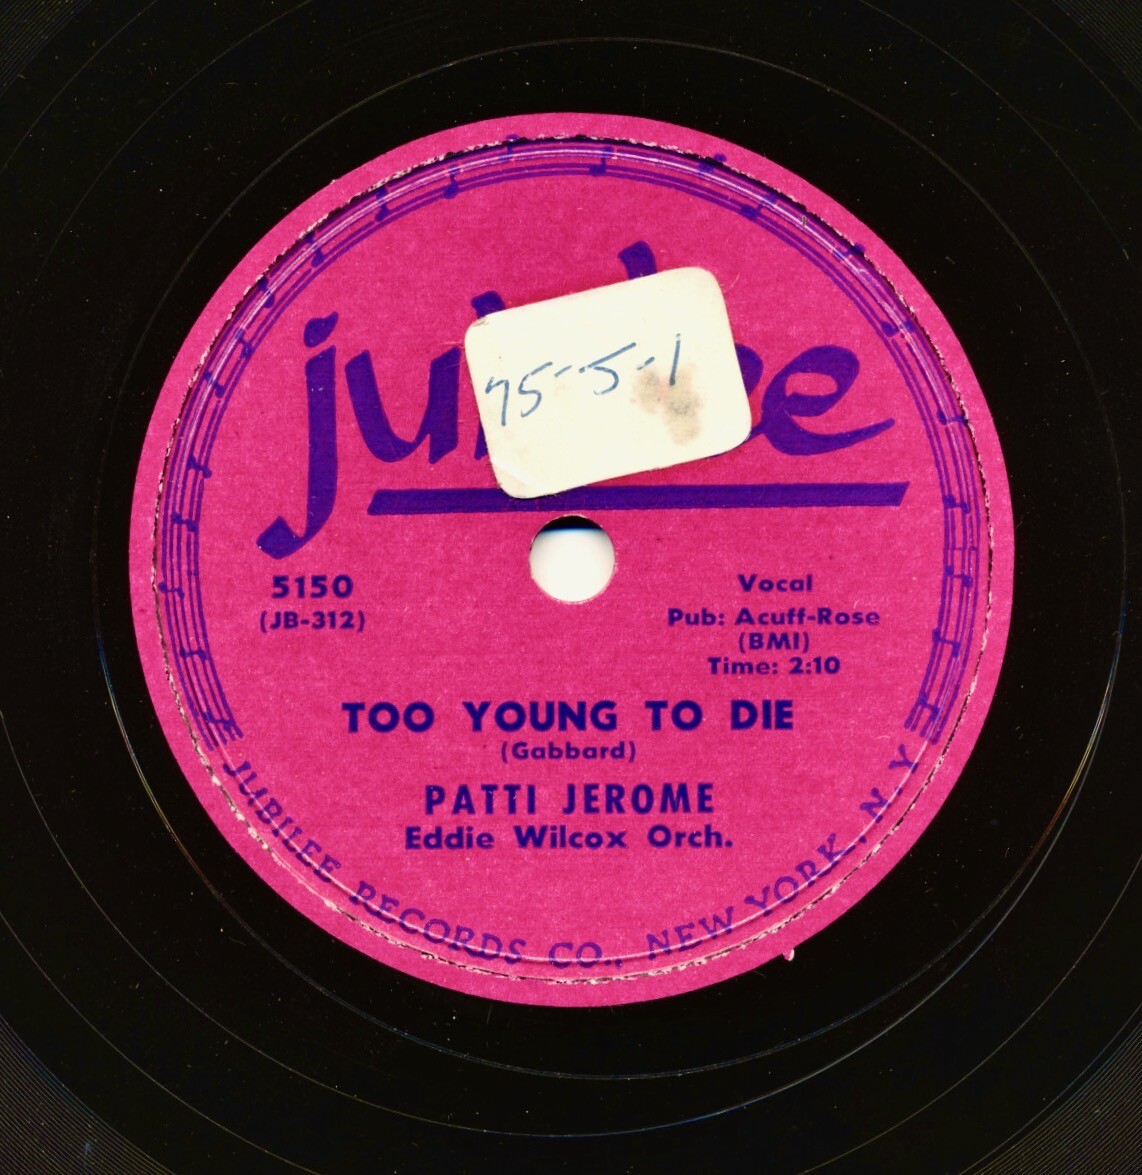 jubilee
75-5-1
5150
(JB-312)
Vocal
Pub: Acuff-Rose
(BMI)
Time: 2:10
TOO YOUNG TO DIE
(Gabbard)
PATTI JEROME
Eddie Wilcox Orch.
JUBILEE RECORDS CO., NEW YORK, N. Y.